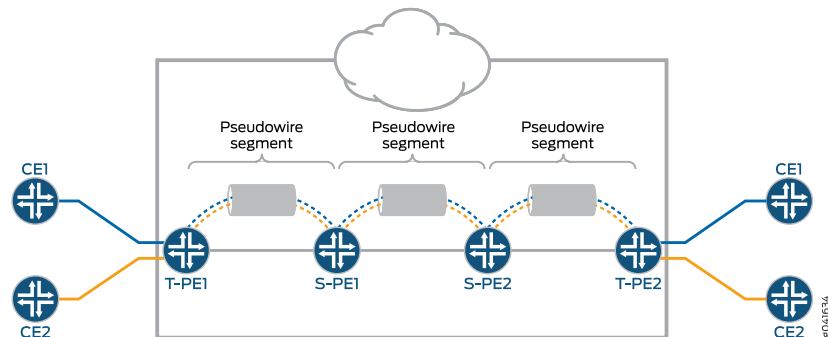 Pseudowire
segment
Pseudowire
segment
Pseudowire
segment
CE1
CE1
T-PE1
S-PE1
S-PE2
T-PE2
CE2
CE2
g041634